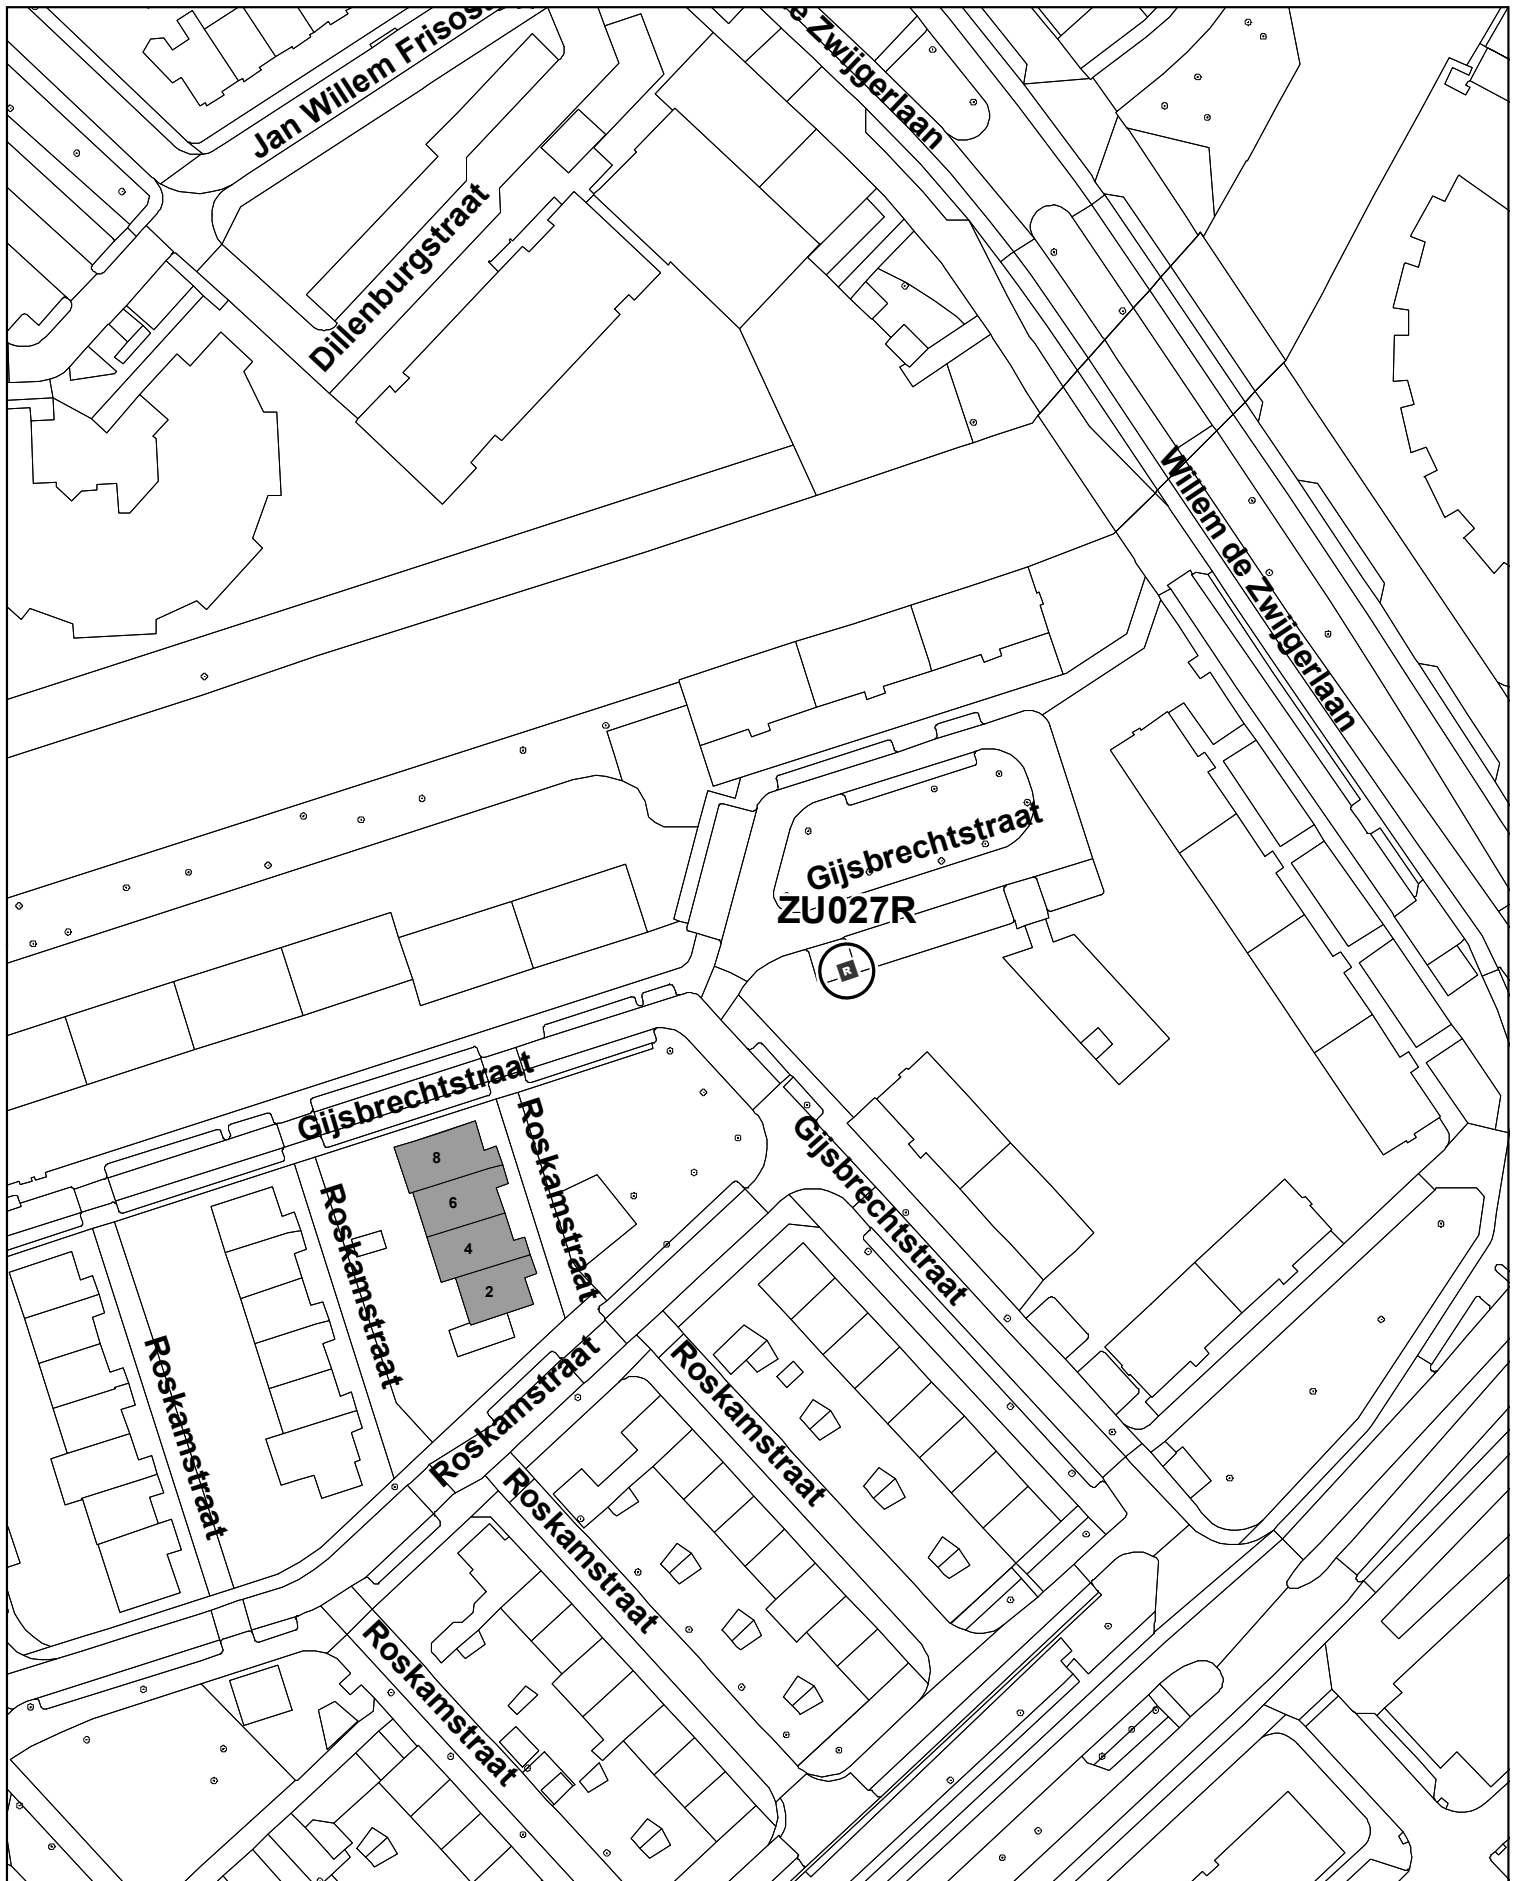 Jan Willem Frisost
e Zwijgerlaan
Dillenburgstraat
Willem de Zwijgerlaan
Gijsbrechtstraat
ZU027R
R
Gijsbrechtstraat
Roskamstraat
Gijsbrechtstraat
8
6
4
2
Roskamstraat
Roskamstraat
Roskamstraat
Roskamstraat
Roskamstraat
Roskamstraat